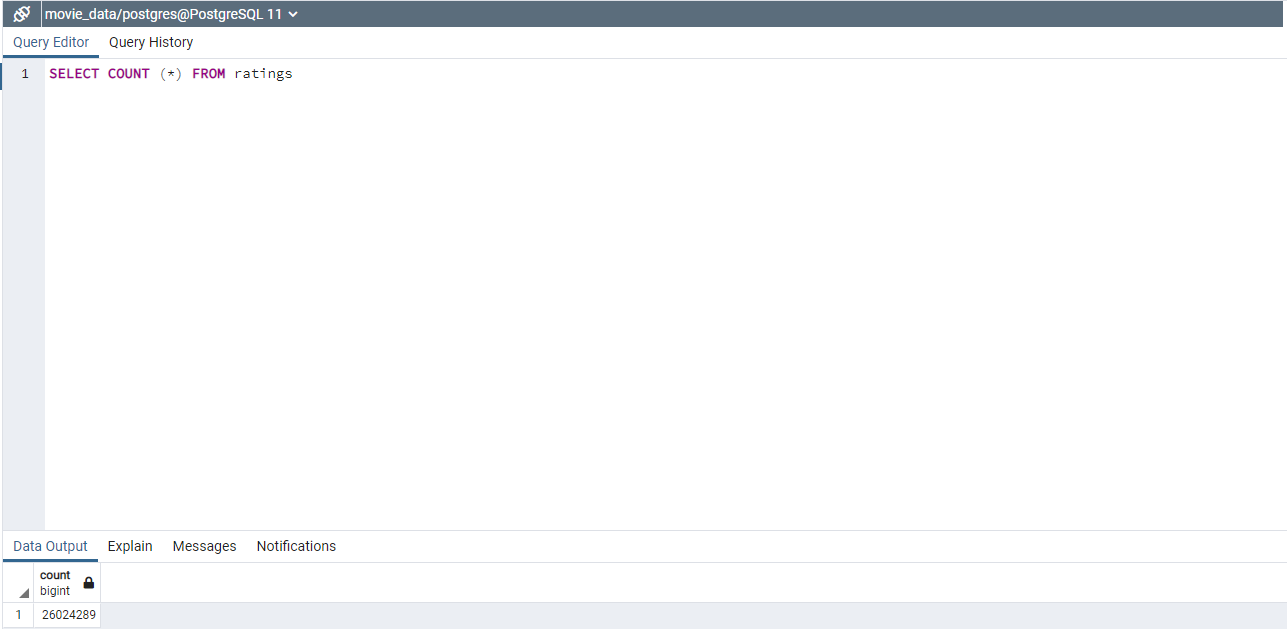 movie_data/postgres@PostgreSQL 11
Query Editor Query History
1 SELECT COUNT (*) FROM ratings
Data Output Explain Messages Notifications
count
bigint
1 26024289